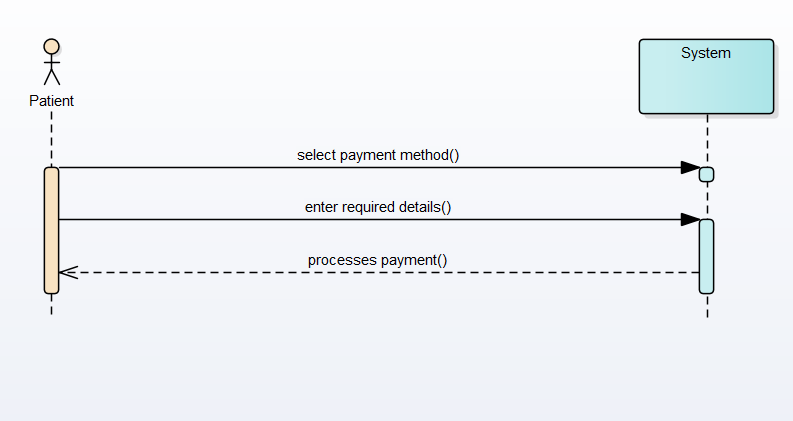 Patient
System
select payment method()
enter required details()
processes payment()